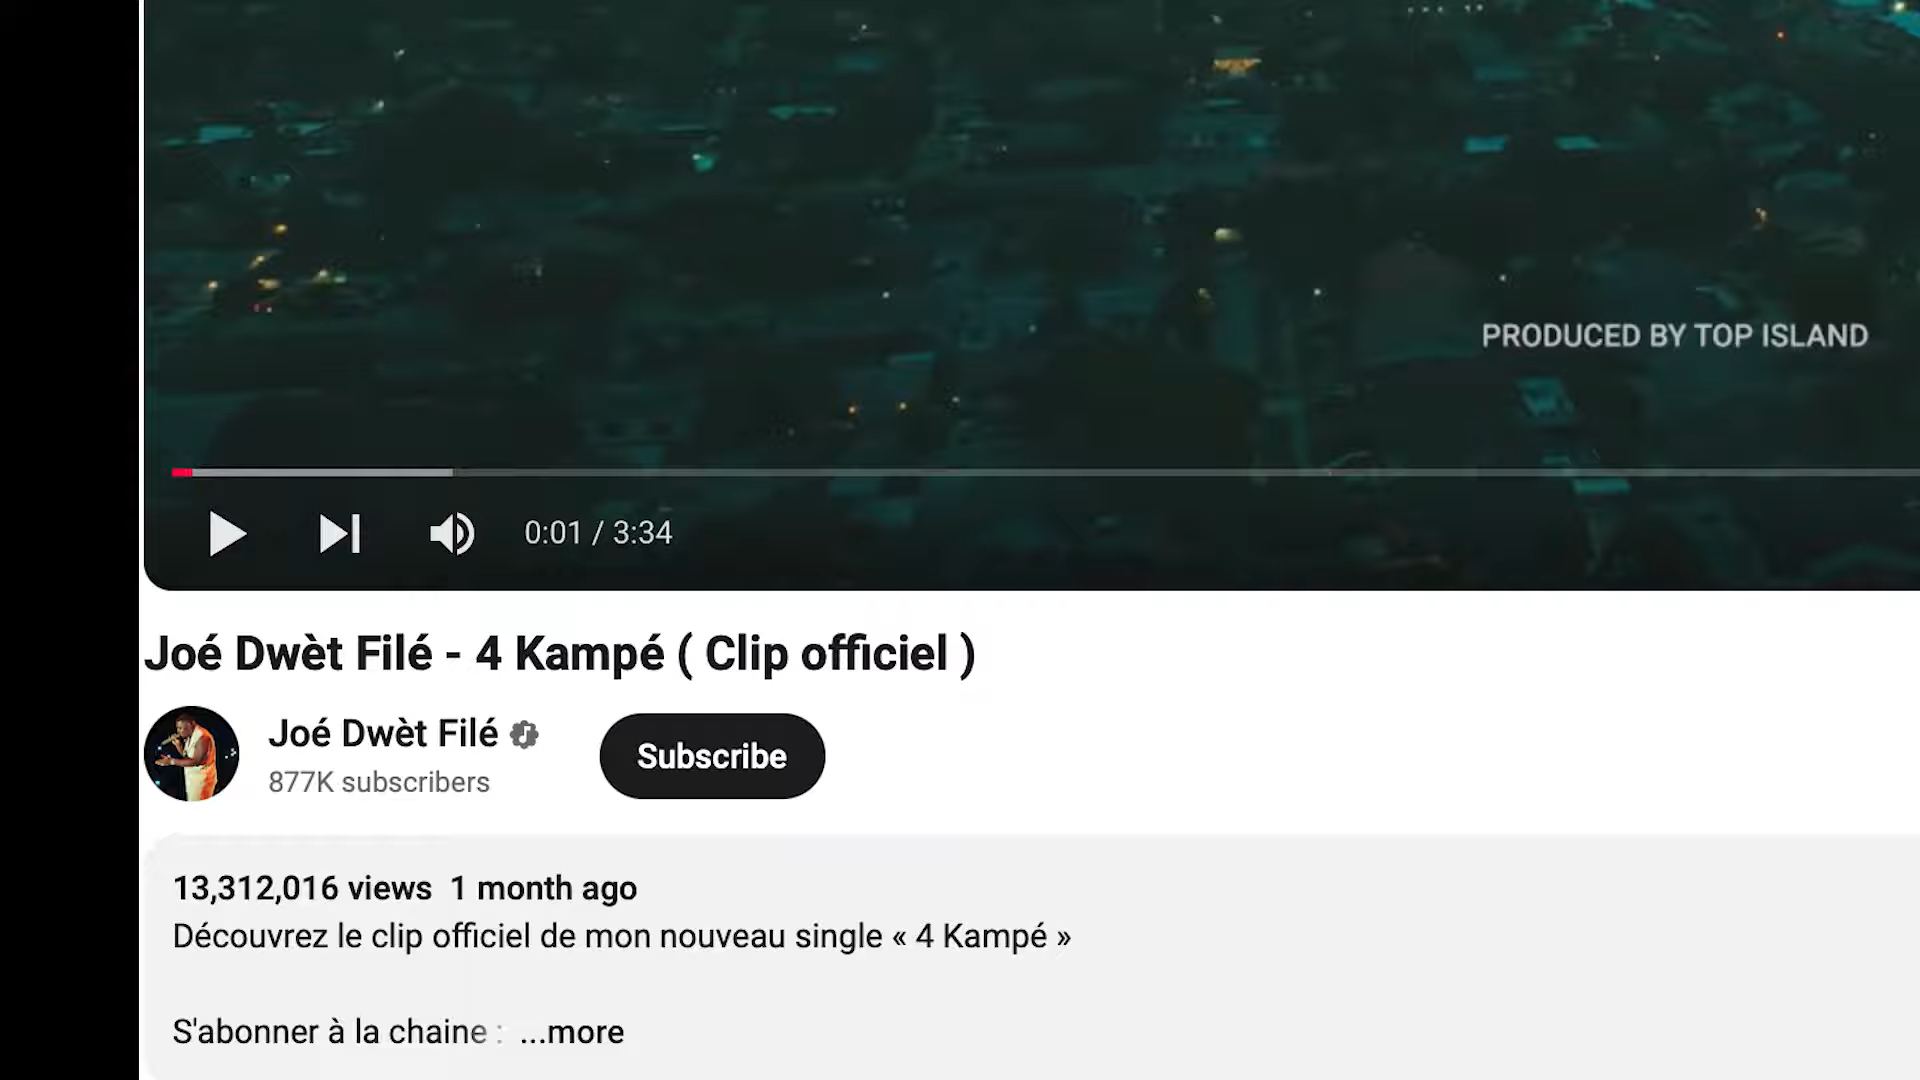 PRODUCED BY TOP ISLAND
0:01 / 3:34
Joé Dwèt Filé - 4 Kampé ( Clip officiel )
Joé Dwèt Filé
877K subscribers
Subscribe
13,312,016 views 1 month ago
Découvrez le clip officiel de mon nouveau single « 4 Kampé »
S'abonner à la chaine : ...more